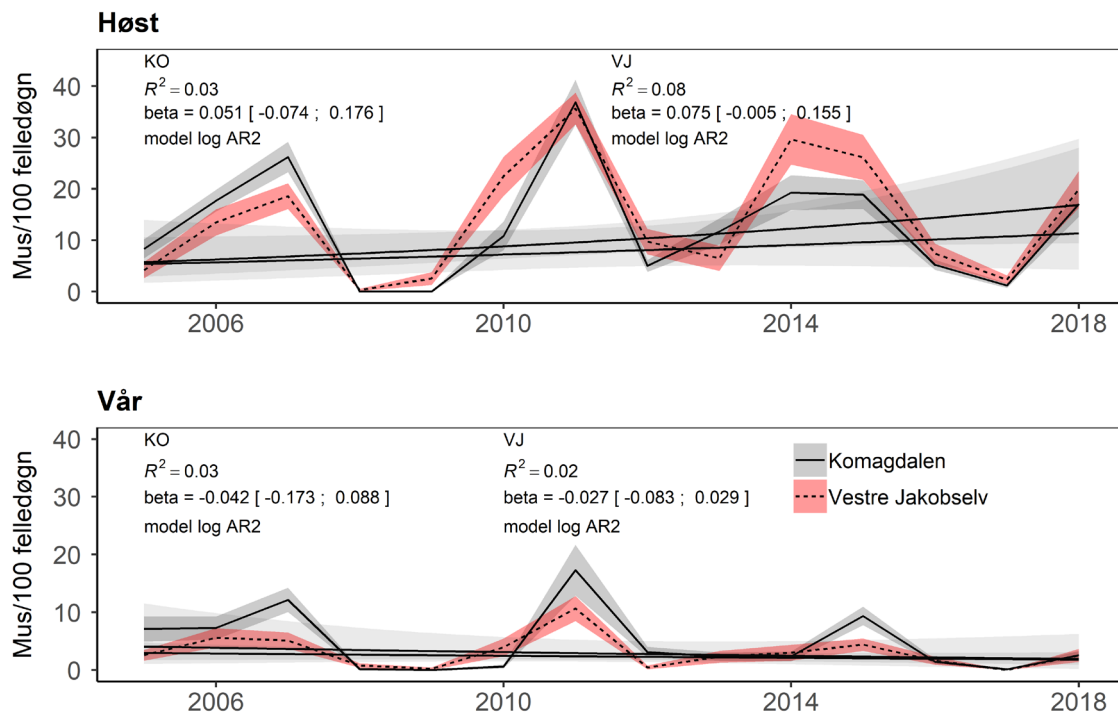 Høst
Mus/100 felledøgn
40
30
20
10
0
KO
R² = 0.03
beta = 0.051 [ -0.074 ; 0.176 ]
model log AR2
VJ
R² = 0.08
beta = 0.075 [ -0.005 ; 0.155 ]
model log AR2
2006 2010 2014 2018
Vår
Mus/100 felledøgn
40
30
20
10
0
KO
R² = 0.03
beta = -0.042 [ -0.173 ; 0.088 ]
model log AR2
VJ
R² = 0.02
beta = -0.027 [ -0.083 ; 0.029 ]
model log AR2
Komagdalen
Vestre Jakobselv
2006 2010 2014 2018